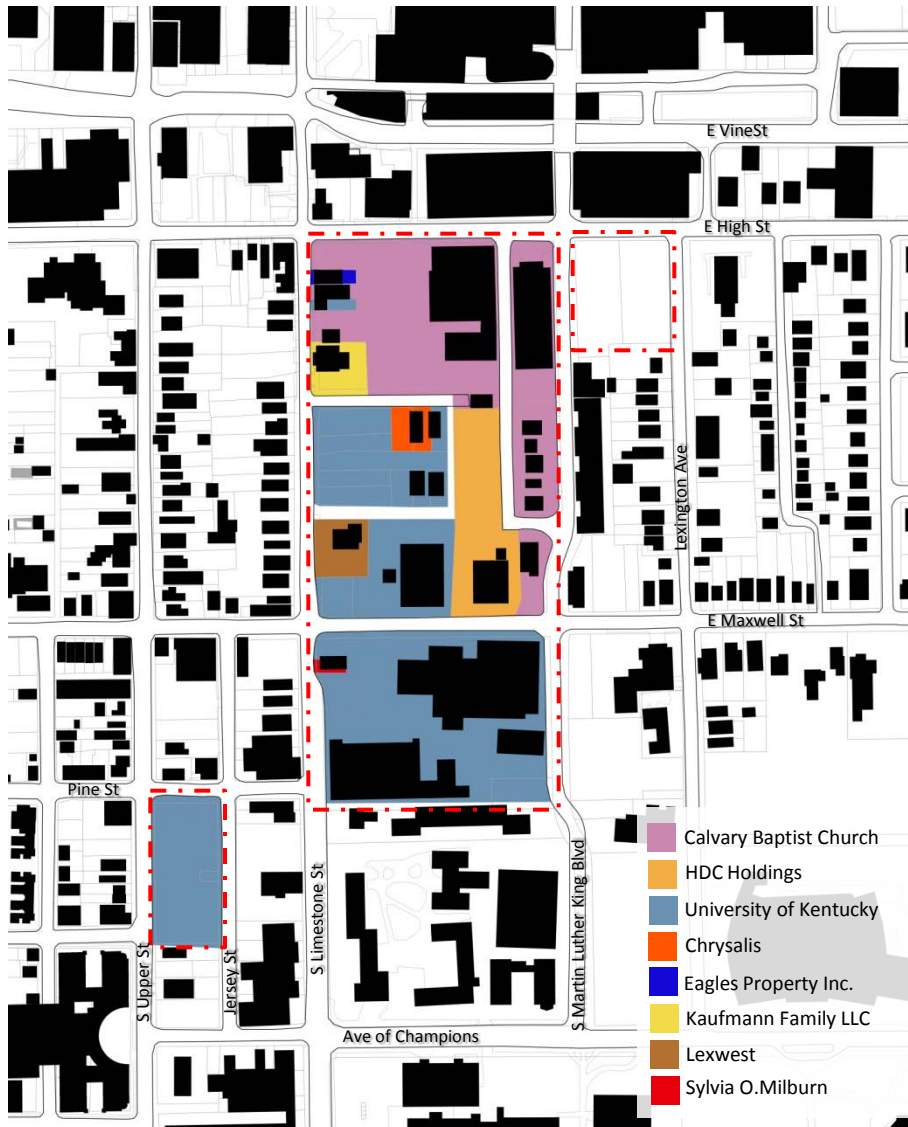 E VineSt
E High St
Lexington Ave
E Maxwell St
Pine St
S Upper St
Jersey St
S Limestone St
S Martin Luther King Blvd
Ave of Champions
Calvary Baptist Church
HDC Holdings
University of Kentucky
Chrysalis
Eagles Property Inc.
Kaufmann Family LLC
Lexwest
Sylvia O.Milburn